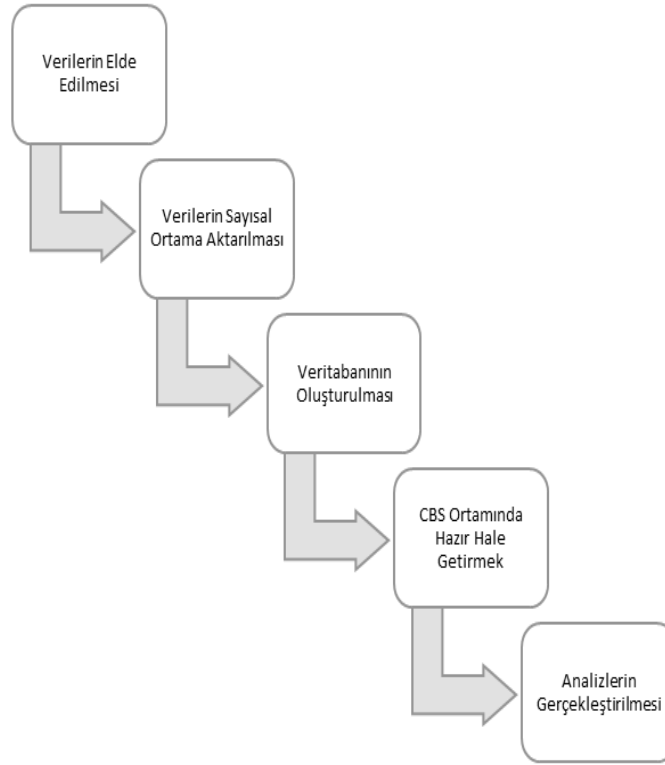 Verilerin Elde
Edilmesi
Verilerin Sayısal
Ortama Aktarılması
Veritabanının
Oluşturulması
CBS Ortamında
Hazır Hale
Getirmek
Analizlerin
Gerçekleştirilmesi